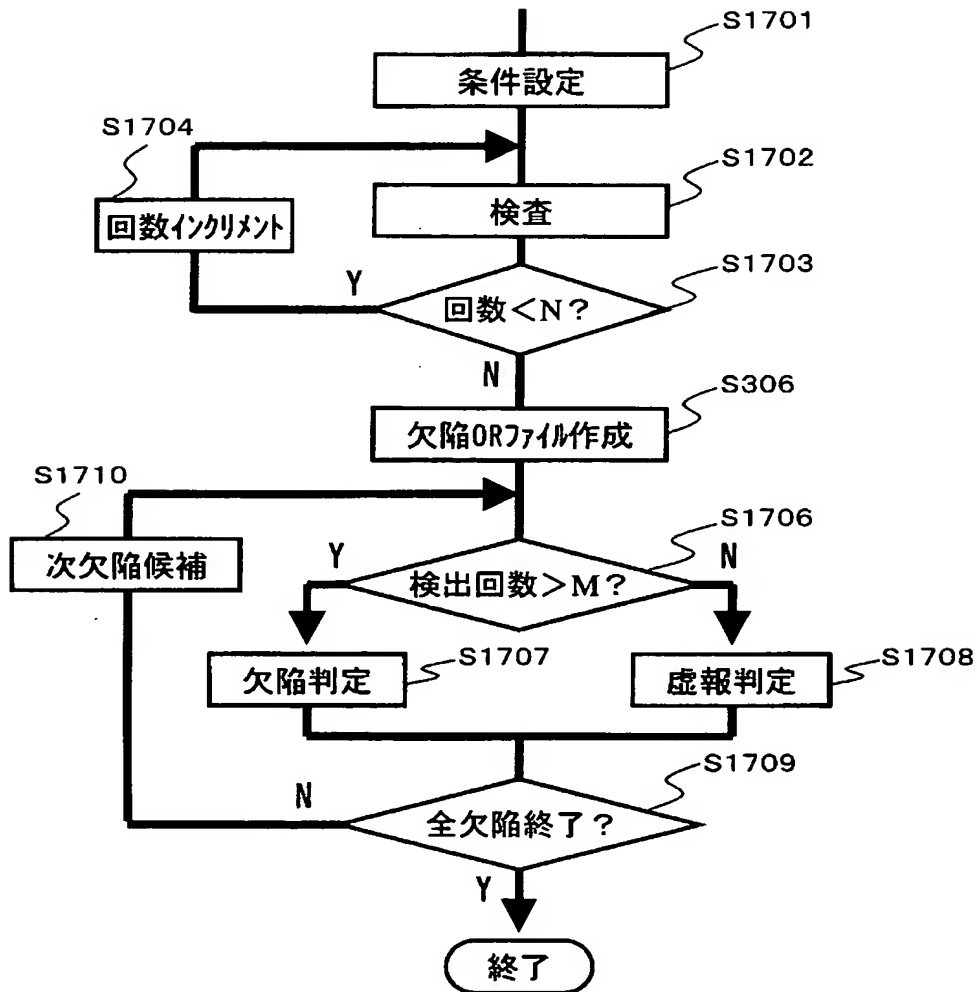 S1701
条件設定
S1704
S1702
回数インクリメント
検査
S1703
Y
回数<N?
N
S306
欠陥ORファイル作成
S1710
S1706
次欠陥候補
Y
N
検出回数>M?
S1707
S1708
欠陥判定
虚報判定
S1709
N
全欠陥終了?
Y
終了